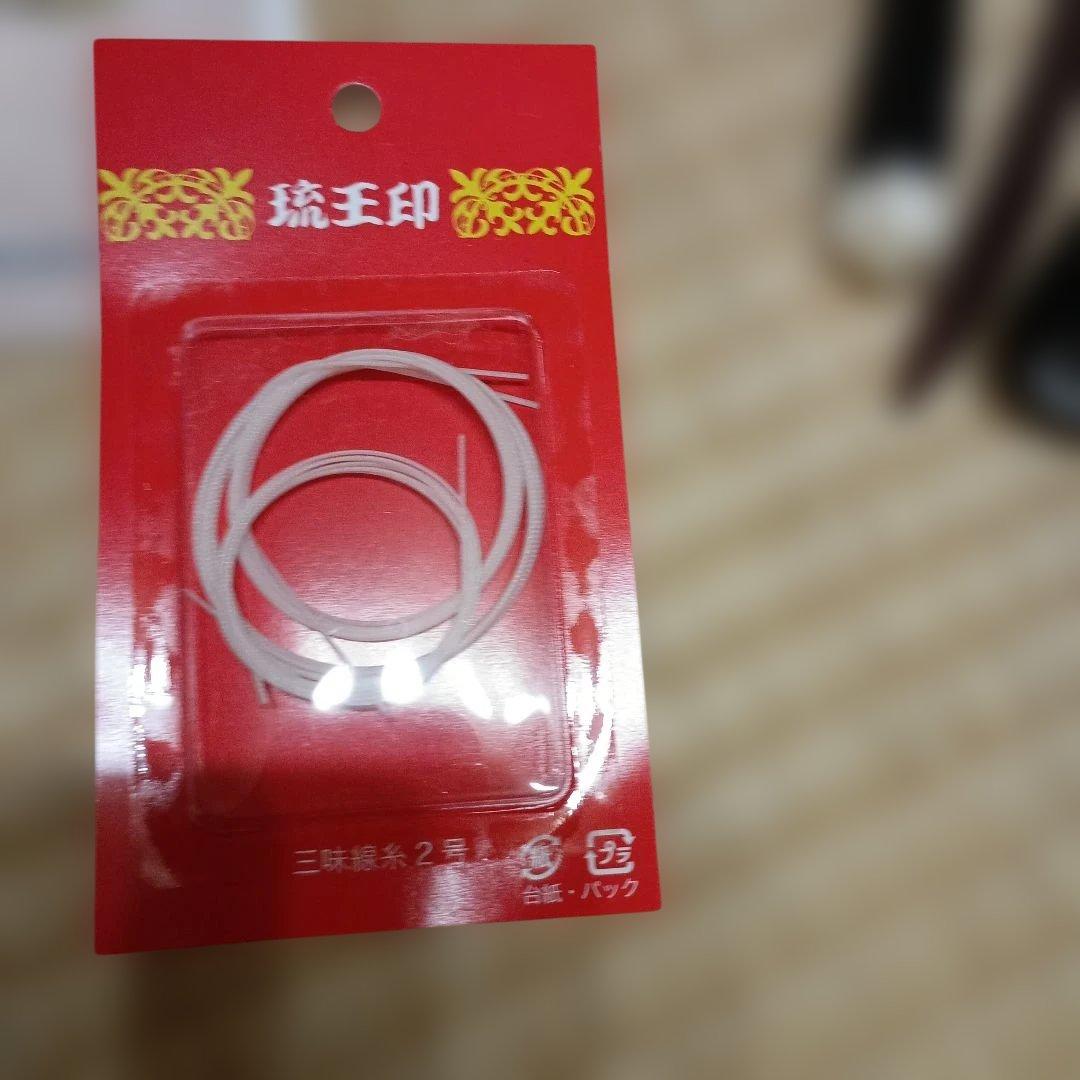 琉王印
三味線糸2号
紙 プラ
台紙・パック